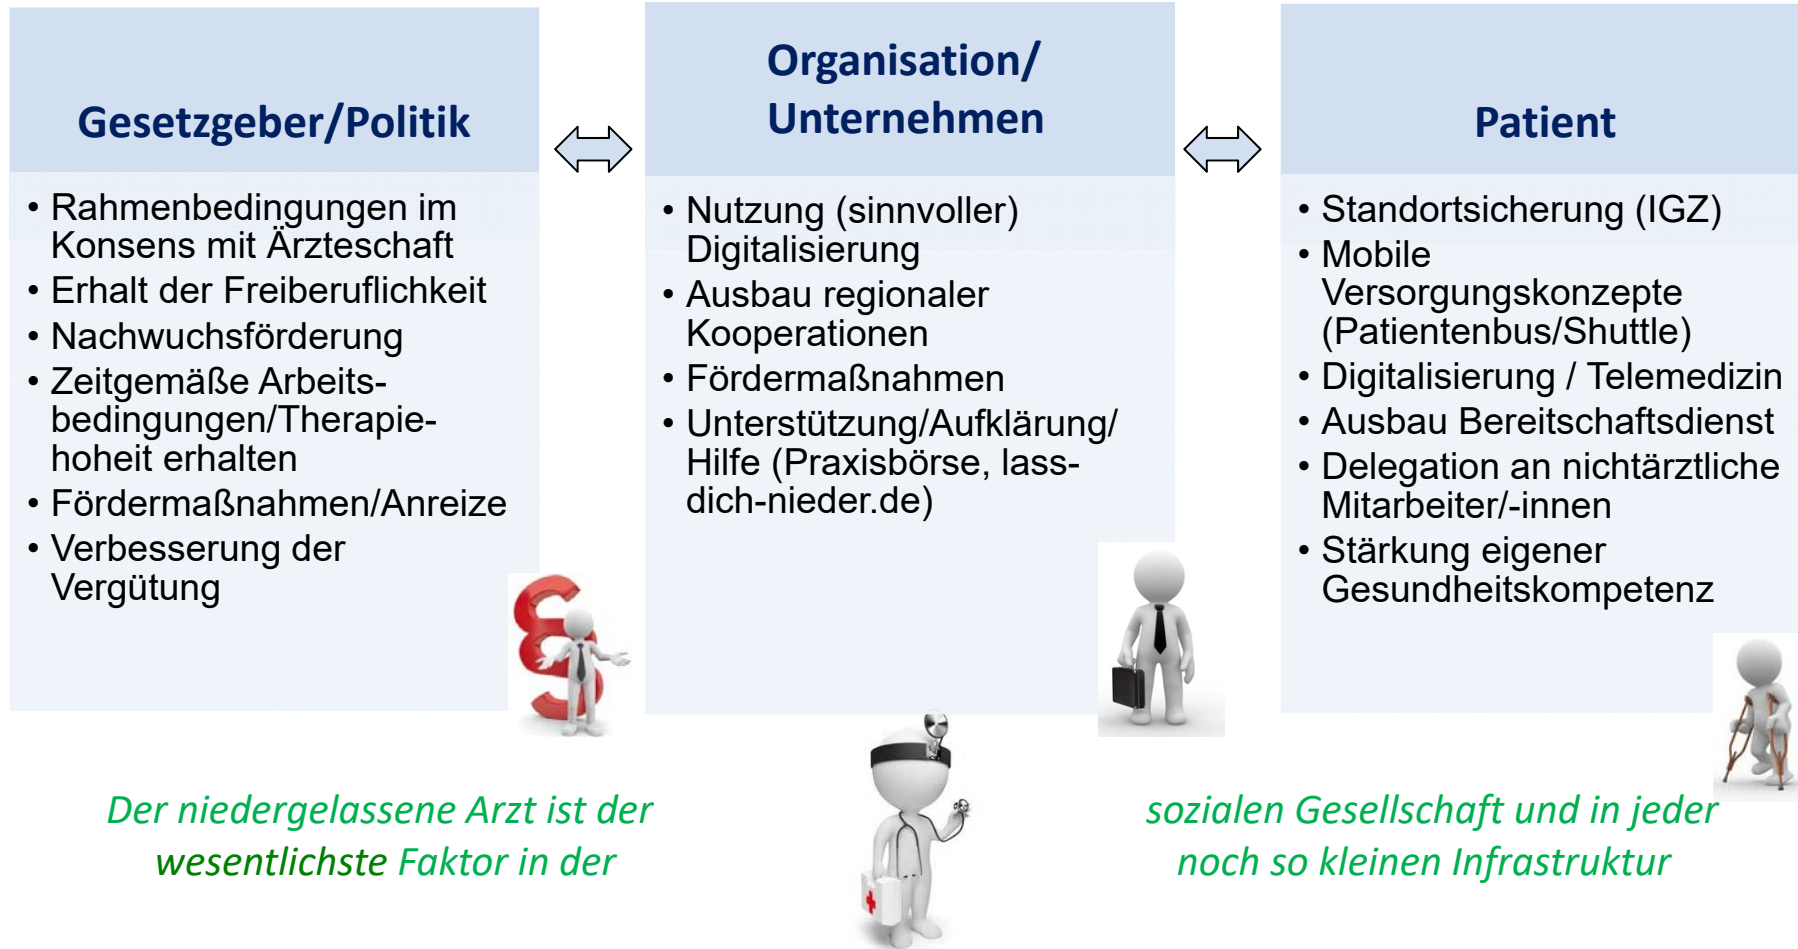 Gesetzgeber/Politik
• Rahmenbedingungen im
Konsens mit Ärzteschaft
• Erhalt der Freiberuflichkeit
• Nachwuchsförderung
• Zeitgemäße Arbeits-
bedingungen/Therapie-
hoheit erhalten
• Fördermaßnahmen/Anreize
• Verbesserung der
Vergütung
Organisation/
Unternehmen
• Nutzung (sinnvoller)
Digitalisierung
• Ausbau regionaler
Kooperationen
• Fördermaßnahmen
• Unterstützung/Aufklärung/
Hilfe (Praxisbörse, lass-
dich-nieder.de)
Patient
• Standortsicherung (IGZ)
• Mobile
Versorgungskonzepte
(Patientenbus/Shuttle)
• Digitalisierung / Telemedizin
• Ausbau Bereitschaftsdienst
• Delegation an nichtärztliche
Mitarbeiter/-innen
• Stärkung eigener
Gesundheitskompetenz
§
Der niedergelassene Arzt ist der
wesentlichste Faktor in der
sozialen Gesellschaft und in jeder
noch so kleinen Infrastruktur